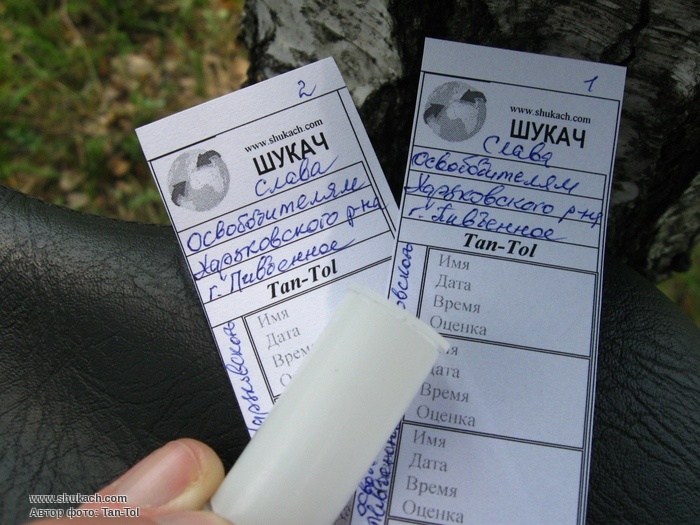 2
www.shukach.com
ШУКАЧ
Слава
Освободителям
Харьковского р-на
г. Пивденное
Tan-Tol
Имя
Дата
Время
Харьковского
1
www.shukach.com
ШУКАЧ
Слава
Освободителям
Харьковского р-на
г. Пивденное
Tan-Tol
Имя
Дата
Время
Оценка
Имя
Дата
Время
Оценка
Имя
Дата
Время
Оценка
www.shukach.com
Автор фото: Tan-Tol